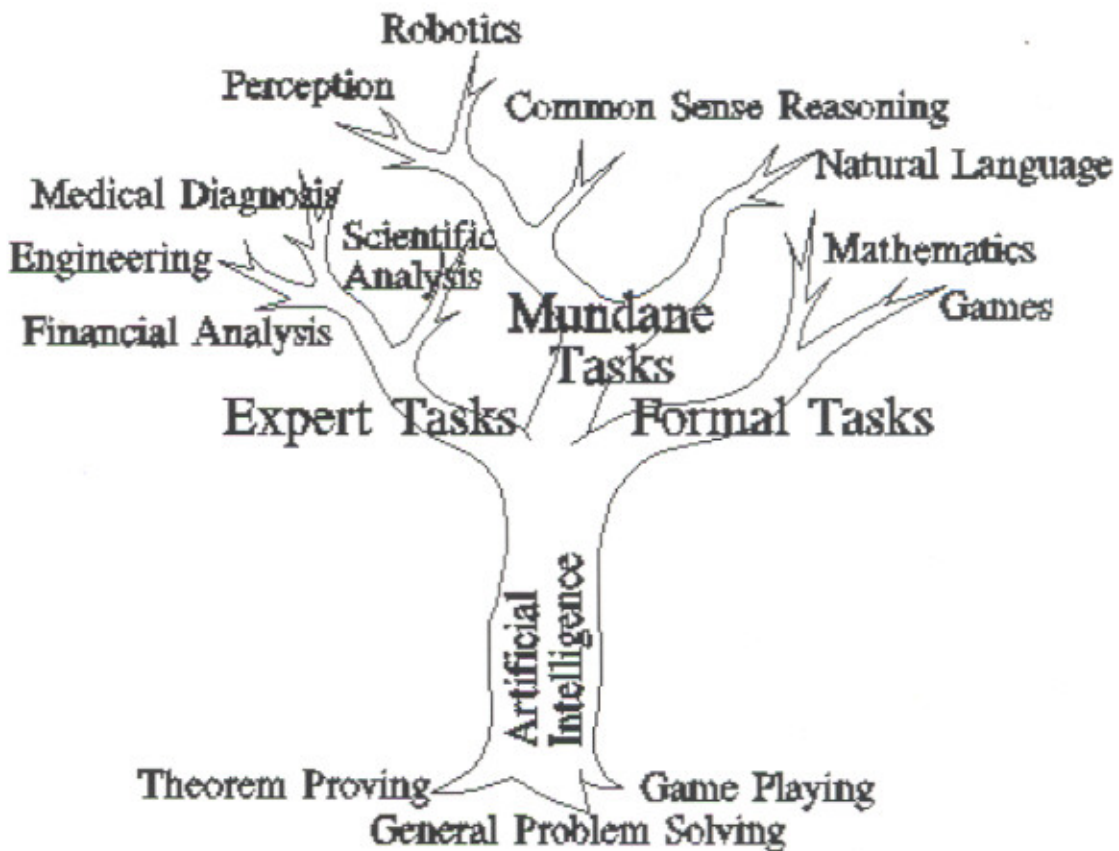 Robotics
Perception
Common Sense Reasoning
Natural Language
Medical Diagnosis
Scientific
Analysis
Engineering
Mathematics
Games
Financial Analysis
Mundane
Tasks
Expert Tasks
Formal Tasks
Artificial
Intelligence
Theorem Proving
Game Playing
General Problem Solving